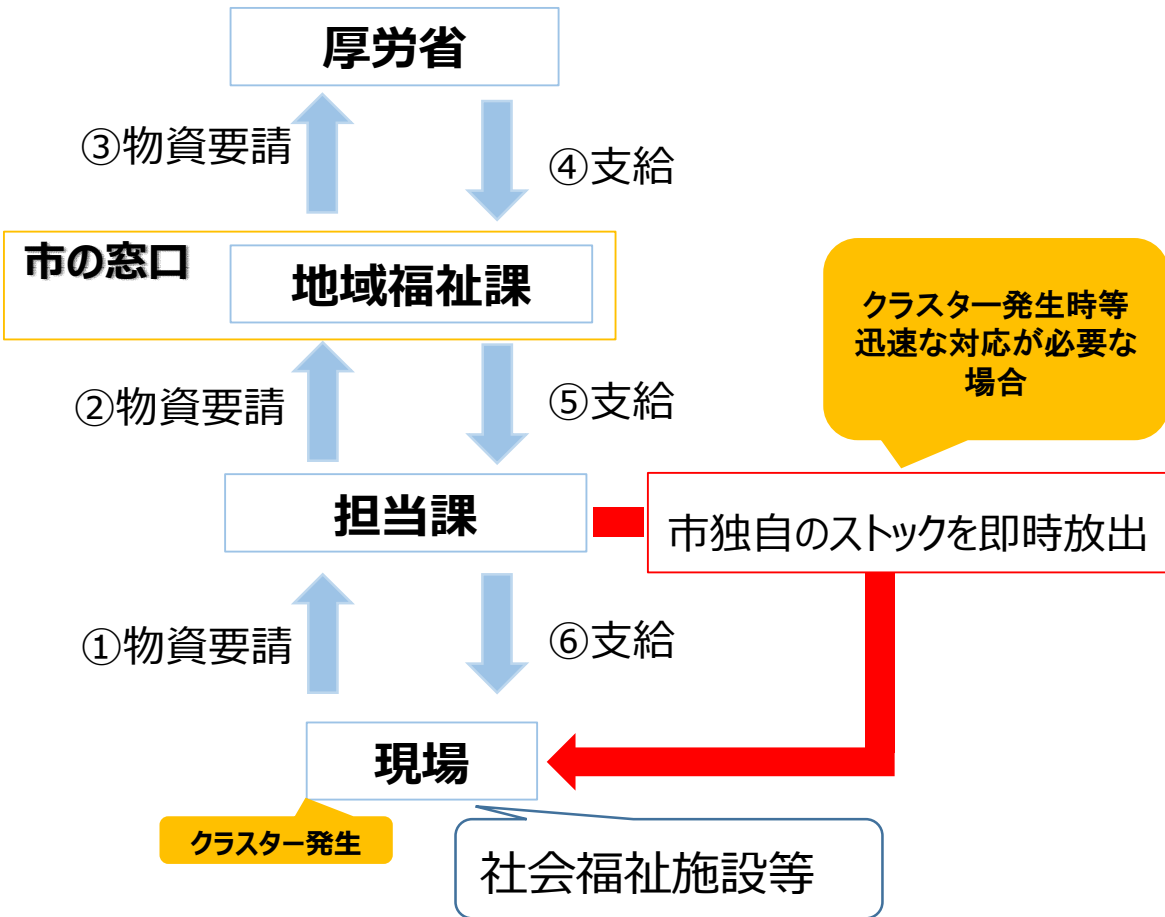 厚労省
③物資要請
④支給
市の窓口
地域福祉課
クラスター発生時等
迅速な対応が必要な
場合
②物資要請
⑤支給
担当課
市独自のストックを即時放出
①物資要請
⑥支給
現場
クラスター発生
社会福祉施設等